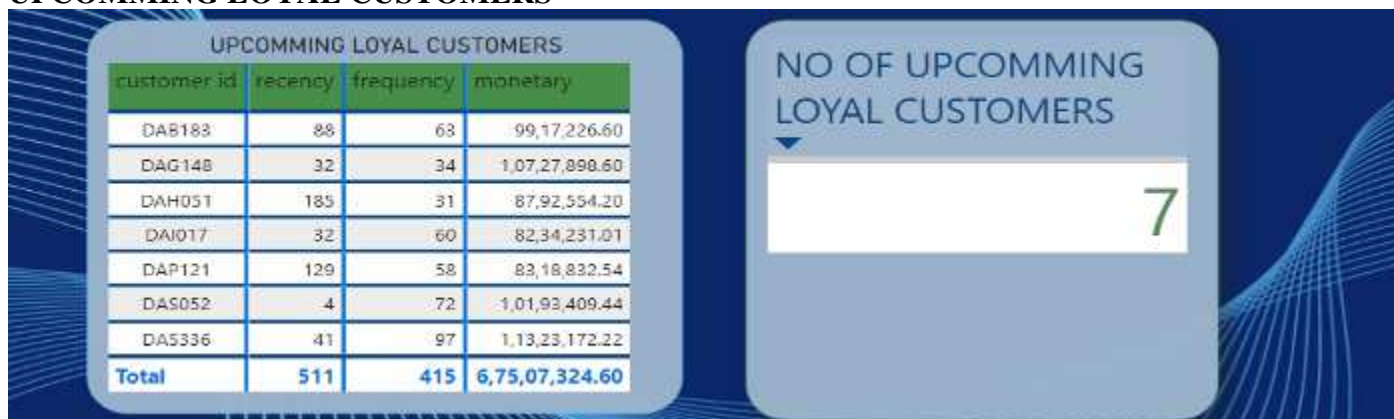 UPCOMMING LOYAL CUSTOMERS
UPCOMMING LOYAL CUSTOMERS
customer id recency frequency monetary
DAB183 88 63 99,17,226.60
DAG148 32 34 1,07,27,898.60
DAH051 185 31 87,92,554.20
DAI017 32 60 82,34,231.01
DAP121 129 58 83,18,832.54
DAS052 4 72 1,01,93,409.44
DAS336 41 97 1,13,23,172.22
Total 511 415 6,75,07,324.60
NO OF UPCOMMING
LOYAL CUSTOMERS
7